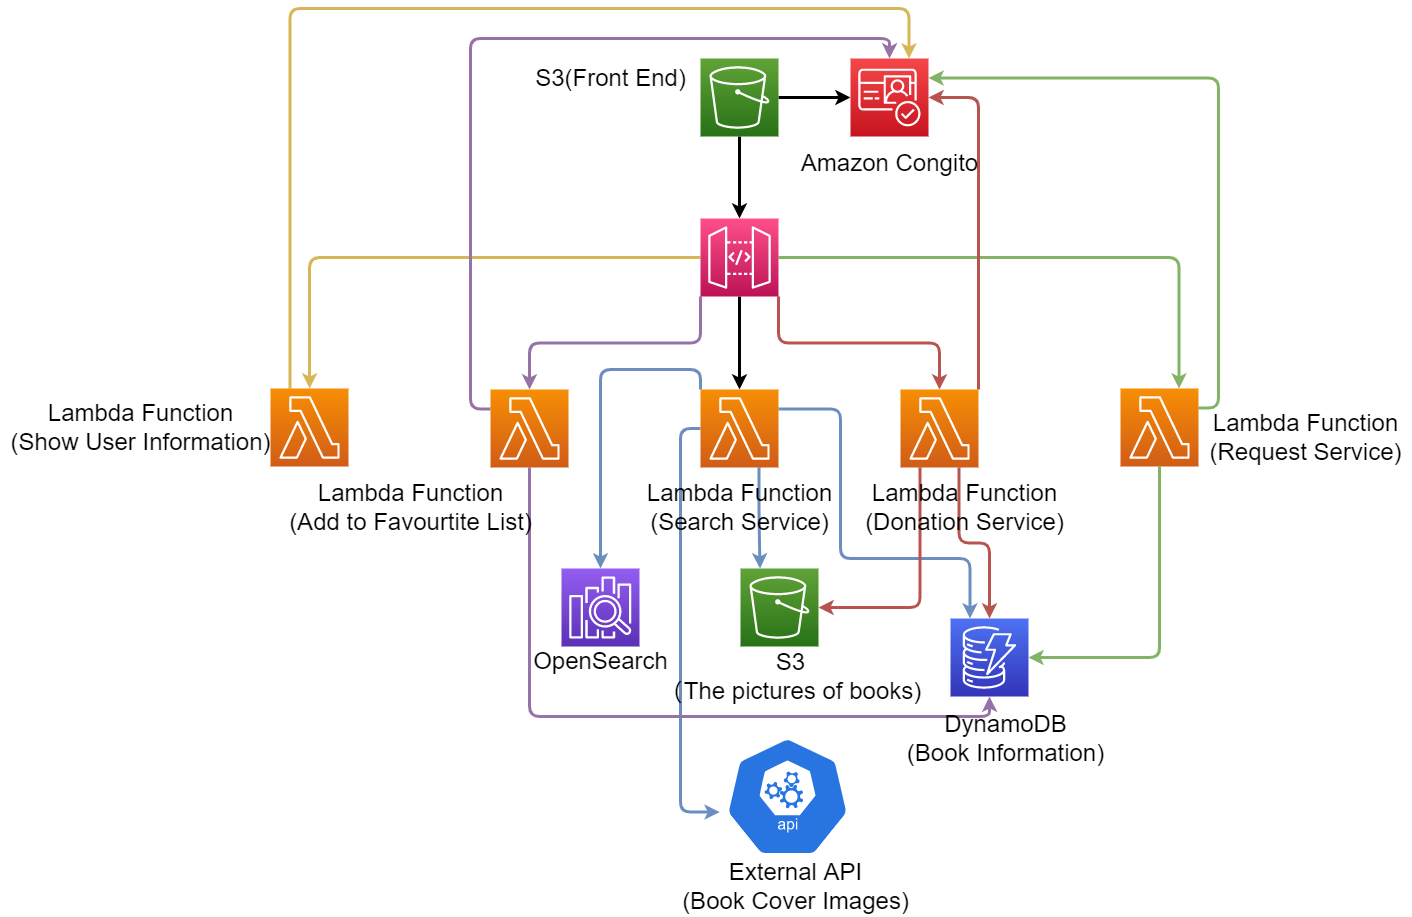 S3(Front End)
Amazon Congito
</>
Lambda Function
(Show User Information)
Lambda Function
(Add to Favourtite List)
Lambda Function
(Search Service)
Lambda Function
(Donation Service)
Lambda Function
(Request Service)
OpenSearch
S3
(The pictures of books)
DynamoDB
(Book Information)
api
External API
(Book Cover Images)